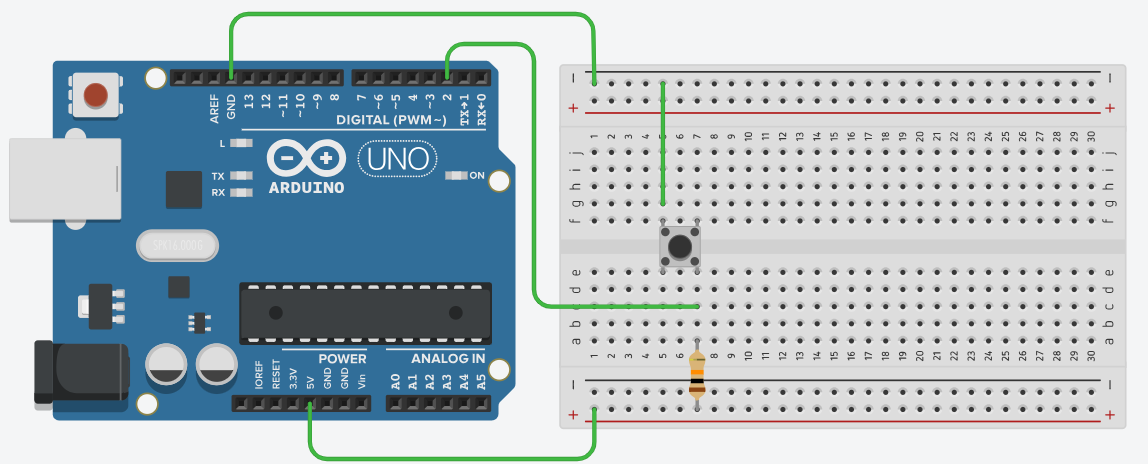 AREF
GND
13
12
~11
~10
~9
8
7
~6
~5
4
~3
2
TX→1
RX←0
DIGITAL (PWM ~)
L
TX
RX
ARDUINO
UNO
ON
SPK16.000G
POWER
ANALOG IN
IOREF
RESET
3.3V
5V
GND
GND
Vin
A0
A1
A2
A3
A4
A5
− −
+ +
1 2 3 4 5 6 7 8 9 10 11 12 13 14 15 16 17 18 19 20 21 22 23 24 25 26 27 28 29 30
j j
i i
h h
g g
f f
e e
d d
c c
b b
a a
1 2 3 4 5 6 7 8 9 10 11 12 13 14 15 16 17 18 19 20 21 22 23 24 25 26 27 28 29 30
− −
+ +